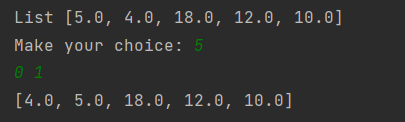 List [5.0, 4.0, 18.0, 12.0, 10.0]
Make your choice: 5
0 1
[4.0, 5.0, 18.0, 12.0, 10.0]